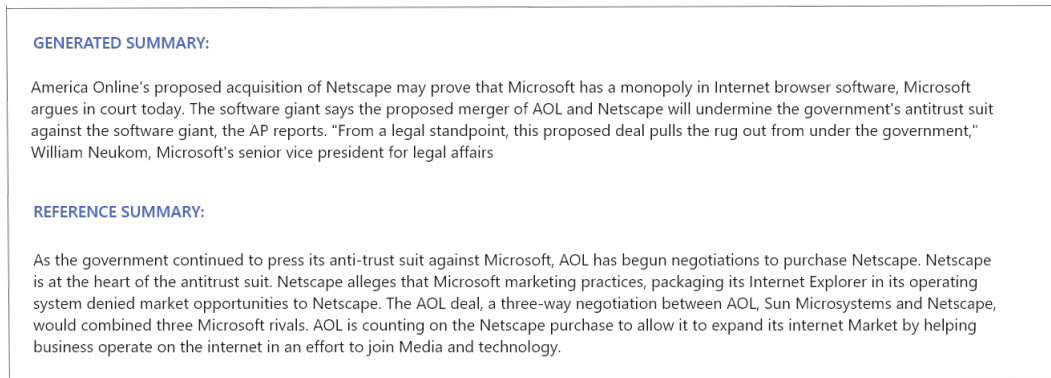 GENERATED SUMMARY:
America Online's proposed acquisition of Netscape may prove that Microsoft has a monopoly in Internet browser software, Microsoft
argues in court today. The software giant says the proposed merger of AOL and Netscape will undermine the government's antitrust suit
against the software giant, the AP reports. "From a legal standpoint, this proposed deal pulls the rug out from under the government,"
William Neukom, Microsoft's senior vice president for legal affairs
REFERENCE SUMMARY:
As the government continued to press its anti-trust suit against Microsoft, AOL has begun negotiations to purchase Netscape. Netscape
is at the heart of the antitrust suit. Netscape alleges that Microsoft marketing practices, packaging its Internet Explorer in its operating
system denied market opportunities to Netscape. The AOL deal, a three-way negotiation between AOL, Sun Microsystems and Netscape,
would combined three Microsoft rivals. AOL is counting on the Netscape purchase to allow it to expand its internet Market by helping
business operate on the internet in an effort to join Media and technology.